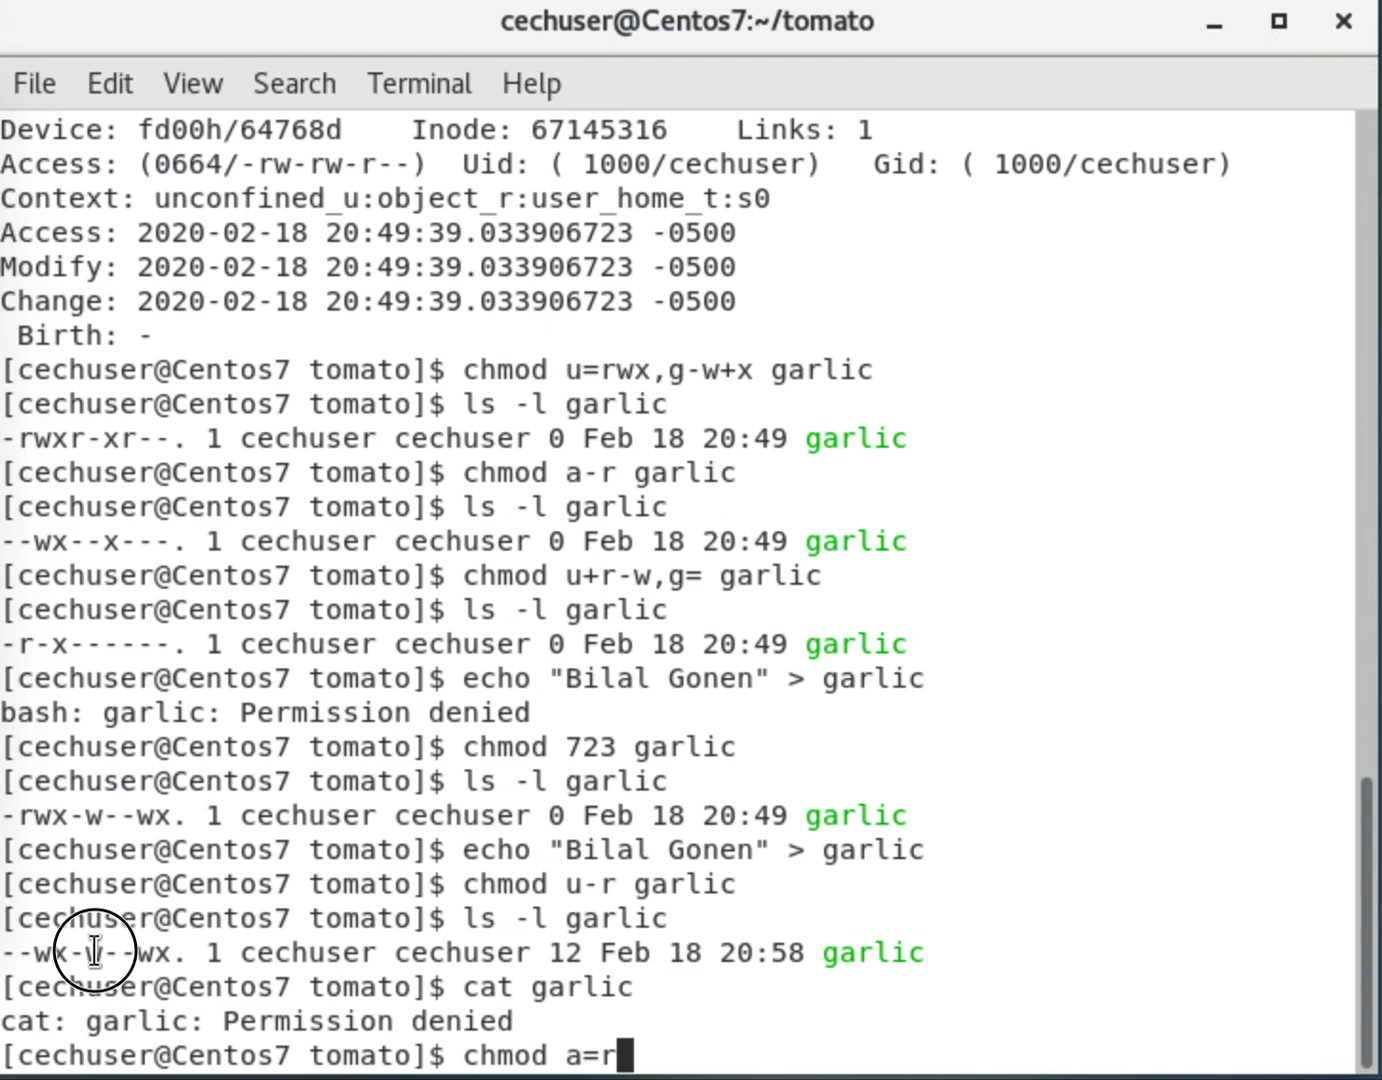 cechuser@Centos7:~/tomato
File Edit View Search Terminal Help
Device: fd00h/64768d    Inode: 67145316    Links: 1
Access: (0664/-rw-rw-r--)  Uid: ( 1000/cechuser)   Gid: ( 1000/cechuser)
Context: unconfined_u:object_r:user_home_t:s0
Access: 2020-02-18 20:49:39.033906723 -0500
Modify: 2020-02-18 20:49:39.033906723 -0500
Change: 2020-02-18 20:49:39.033906723 -0500
 Birth: -
[cechuser@Centos7 tomato]$ chmod u=rwx,g-w+x garlic
[cechuser@Centos7 tomato]$ ls -l garlic
-rwxr-xr--. 1 cechuser cechuser 0 Feb 18 20:49 garlic
[cechuser@Centos7 tomato]$ chmod a-r garlic
[cechuser@Centos7 tomato]$ ls -l garlic
--wx--x---. 1 cechuser cechuser 0 Feb 18 20:49 garlic
[cechuser@Centos7 tomato]$ chmod u+r-w,g= garlic
[cechuser@Centos7 tomato]$ ls -l garlic
-r-x------. 1 cechuser cechuser 0 Feb 18 20:49 garlic
[cechuser@Centos7 tomato]$ echo "Bilal Gonen" > garlic
bash: garlic: Permission denied
[cechuser@Centos7 tomato]$ chmod 723 garlic
[cechuser@Centos7 tomato]$ ls -l garlic
-rwx-w--wx. 1 cechuser cechuser 0 Feb 18 20:49 garlic
[cechuser@Centos7 tomato]$ echo "Bilal Gonen" > garlic
[cechuser@Centos7 tomato]$ chmod u-r garlic
[cechuser@Centos7 tomato]$ ls -l garlic
--wx-w--wx. 1 cechuser cechuser 12 Feb 18 20:58 garlic
[cechuser@Centos7 tomato]$ cat garlic
cat: garlic: Permission denied
[cechuser@Centos7 tomato]$ chmod a=r